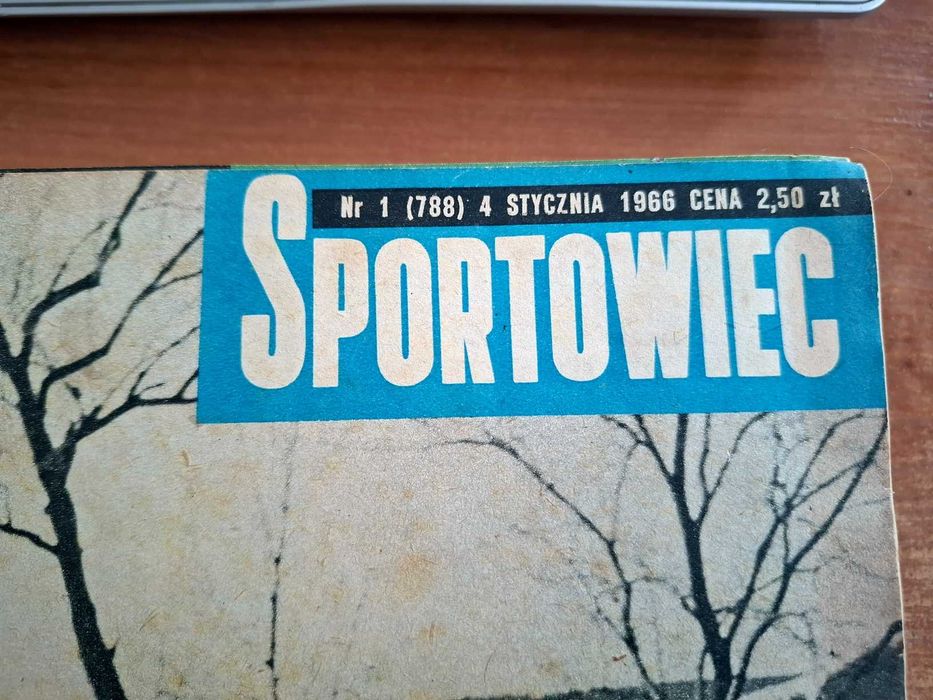 Nr 1 (788) 4 STYCZNIA 1966 CENA 2,50 zł
SPORTOWIEC